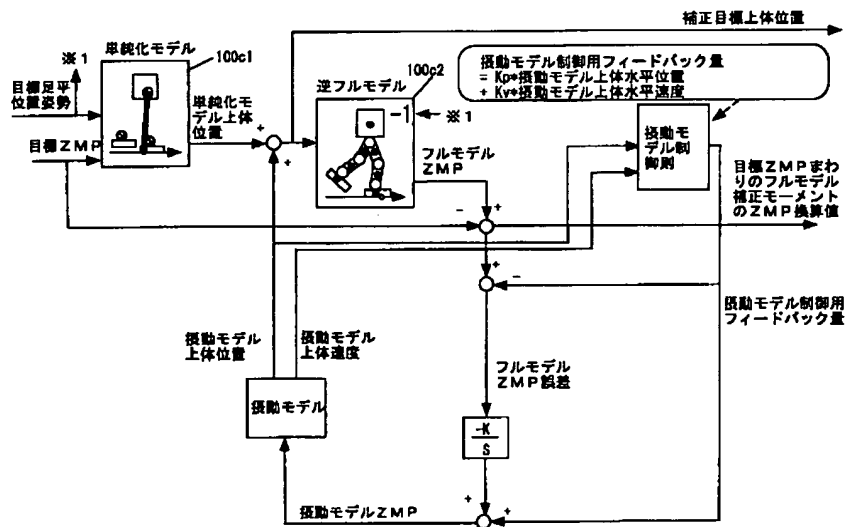 補正目標上体位置
※1
単純化モデル
100c1
目標足平
位置姿勢
目標ZMP
単純化モ
デル上体
位置
+
+
逆フルモデル
100c2
-1
※1
フルモデル
ZMP
摂動モデル制御用フィードバック量
= Kp*摂動モデル上体水平位置
+ Kv*摂動モデル上体水平速度
摂動モ
デル制
御則
目標ZMPまわ
りのフルモデル
補正モーメント
のZMP換算値
-
+
+
-
摂動モデル制御用
フィードバック量
摂動モデル
上体位置
摂動モデル
上体速度
摂動モデル
フルモデル
ZMP誤差
-K
S
+
+
摂動モデルZMP